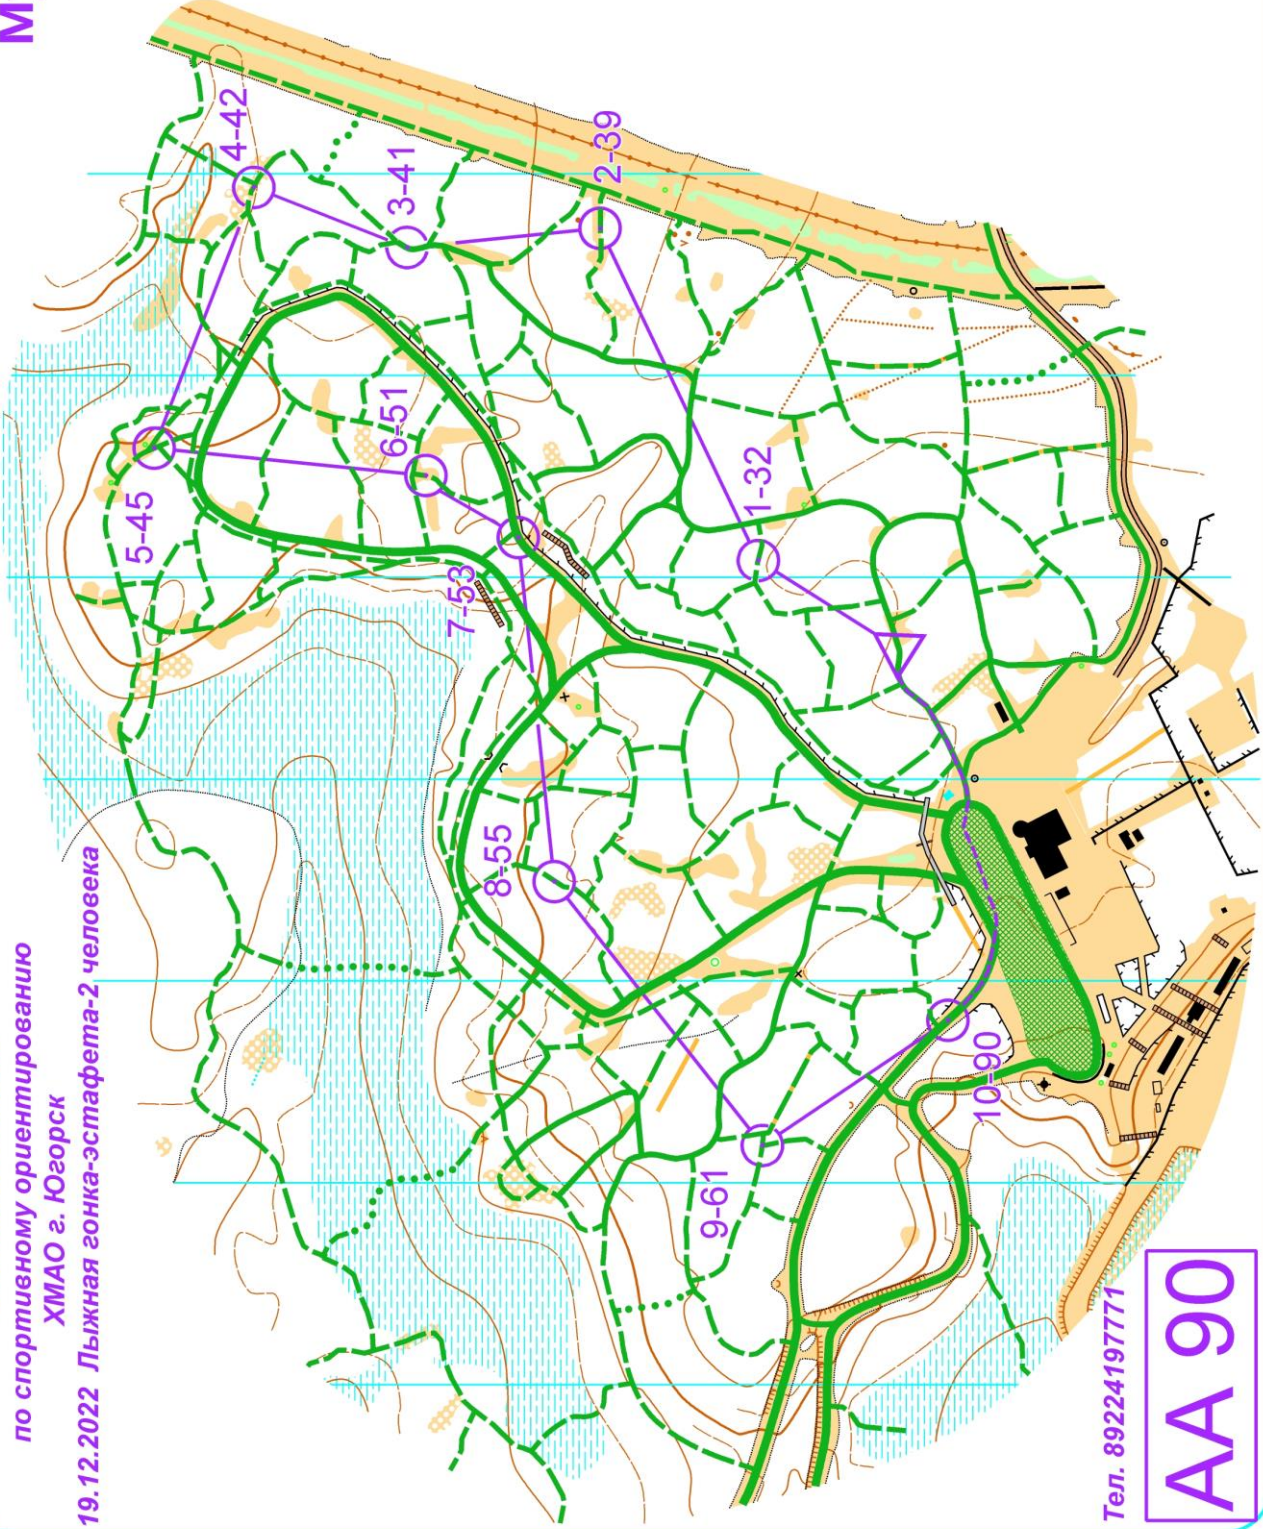 М
по спортивному ориентированию
ХМАО г. Югорск
19.12.2022 Лыжная гонка-эстафета-2 человека
1-32
2-39
3-41
4-42
5-45
6-51
7-53
8-55
9-61
10-90
Тел. 89224197771
АА 90